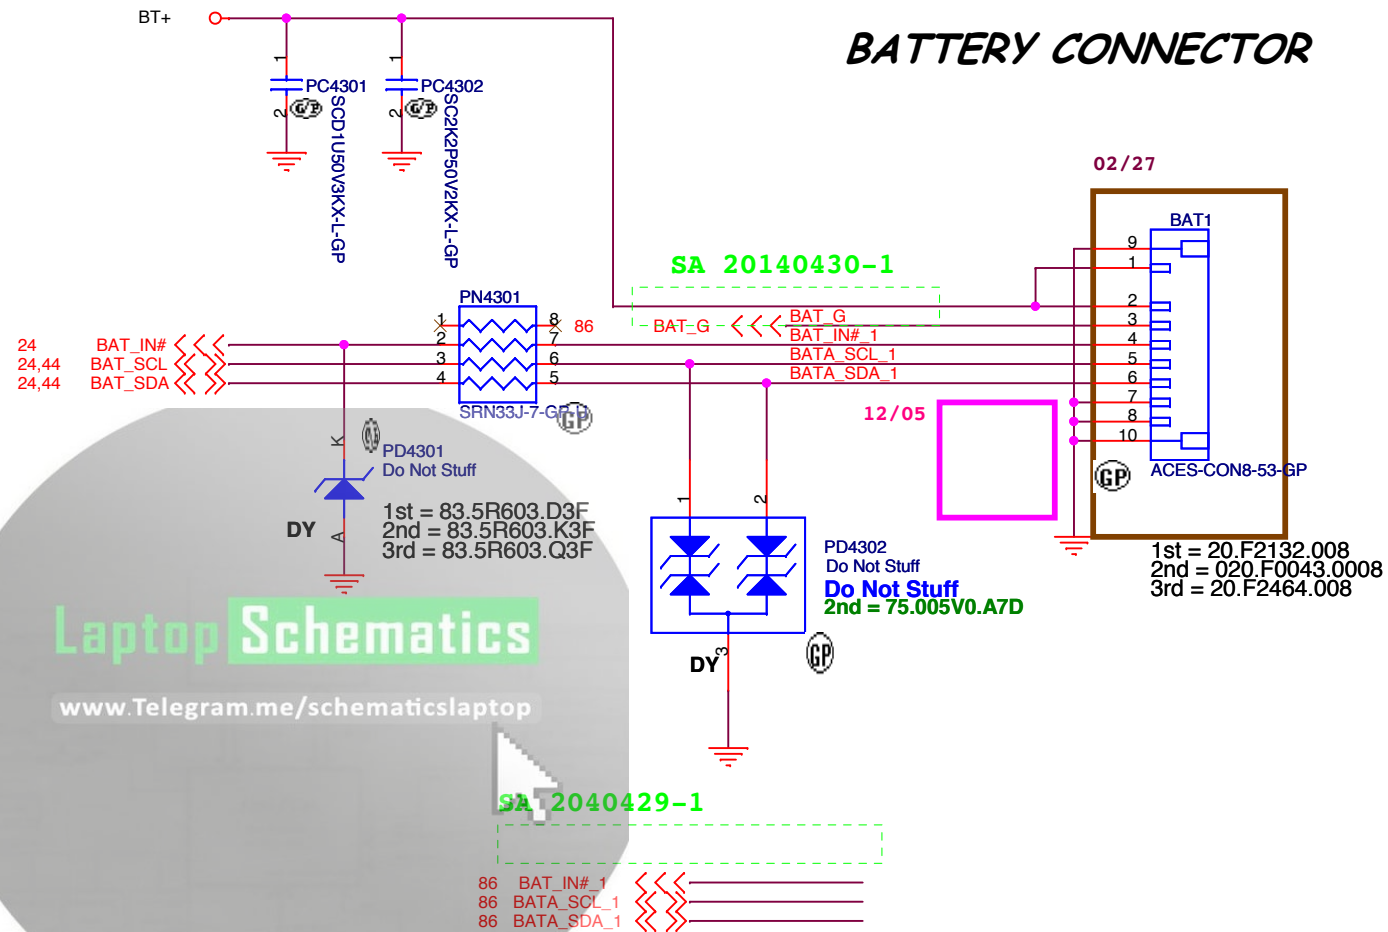 BT+
BATTERY CONNECTOR
1
1
PC4301
PC4302
2
2
G/P
G/P
SCD1U50V3KX-L-GP
SC2K2P50V2KX-L-GP
02/27
BAT1
9
1
SA 20140430-1
PN4301
2
1
8
86
BAT_G
BAT_G
3
24
BAT_IN#
2
7
BAT_IN#_1
4
24,44
BAT_SCL
3
6
BATA_SCL_1
5
24,44
BAT_SDA
4
5
BATA_SDA_1
6
7
SRN33J-7-GP-U
GP
12/05
8
10
K
PD4301
Do Not Stuff
ACES-CON8-53-GP
GP
1st = 83.5R603.D3F
DY
2nd = 83.5R603.K3F
A
3rd = 83.5R603.Q3F
1
2
PD4302
Do Not Stuff
Do Not Stuff
2nd = 75.005V0.A7D
1st = 20.F2132.008
2nd = 020.F0043.0008
3rd = 20.F2464.008
Laptop Schematics
DY
3
GP
www.Telegram.me/schematicslaptop
SA 2040429-1
86
BAT_IN#_1
86
BATA_SCL_1
86
BATA_SDA_1